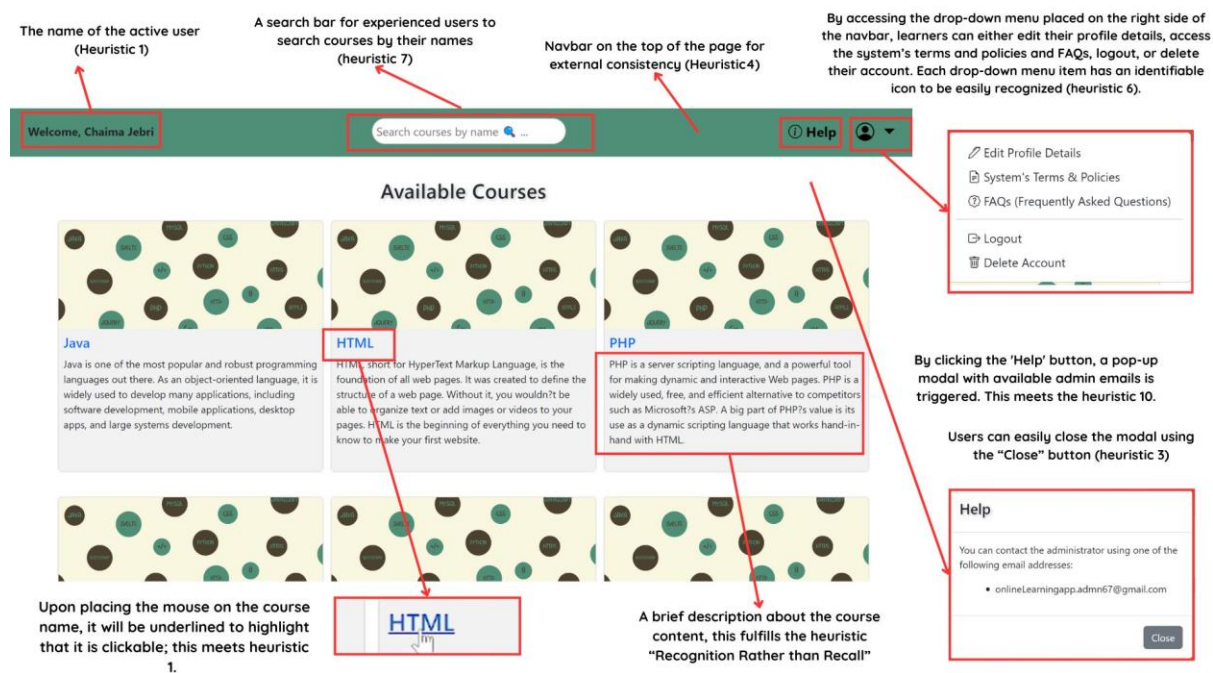 The name of the active user
(Heuristic 1)
A search bar for experienced users to
search courses by their names
(heuristic 7)
Navbar on the top of the page for
external consistency (Heuristic4)
By accessing the drop-down menu placed on the right side of
the navbar, learners can either edit their profile details, access
the system's terms and policies and FAQs, logout, or delete
their account. Each drop-down menu item has an identifiable
icon to be easily recognized (heuristic 6).
Welcome, Chaima Jebri
Search courses by name 🔍 ...
Help
Edit Profile Details
System's Terms & Policies
FAQs (Frequently Asked Questions)
Logout
Delete Account
Available Courses
Java
Java is one of the most popular and robust programming
languages out there. As an object-oriented language, it is
widely used to develop many applications, including
software development, mobile applications, desktop
apps, and large systems development.
HTML
HTML, short for HyperText Markup Language, is the
foundation of all web pages. It was created to define the
structure of a web page. Without it, you wouldn?t be
able to organize text or add images or videos to your
pages. HTML is the beginning of everything you need to
know to make your first website.
PHP
PHP is a server scripting language, and a powerful tool
for making dynamic and interactive Web pages. PHP is a
widely used, free, and efficient alternative to competitors
such as Microsoft?s ASP. A big part of PHP?s value is its
use as a dynamic scripting language that works hand-in-
hand with HTML.
By clicking the 'Help' button, a pop-up
modal with available admin emails is
triggered. This meets the heuristic 10.
Users can easily close the modal using
the “Close” button (heuristic 3)
Help
You can contact the administrator using one of the
following email addresses:
• onlineLearningapp.admn67@gmail.com
Close
Upon placing the mouse on the course
name, it will be underlined to highlight
that it is clickable; this meets heuristic
1.
HTML
A brief description about the course
content, this fulfills the heuristic
“Recognition Rather than Recall”